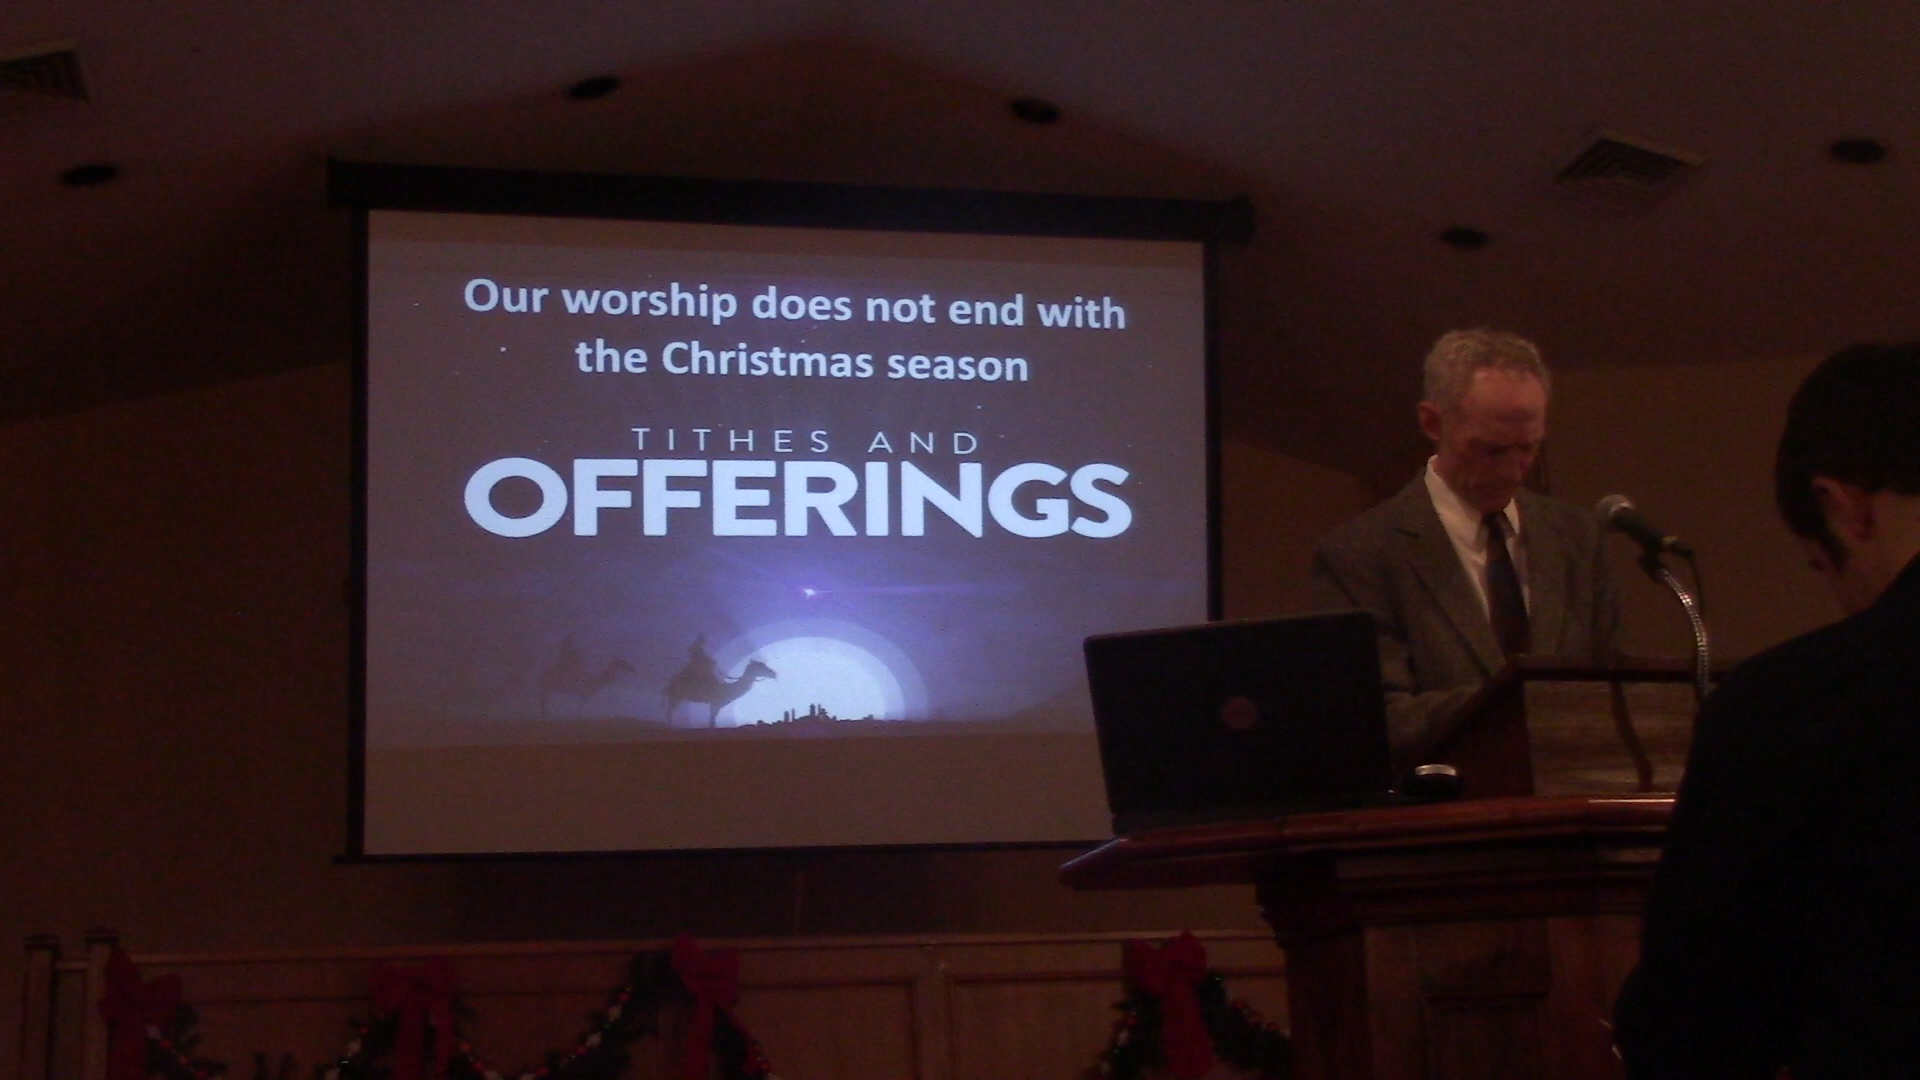 Our worship does not end with
the Christmas season
TITHES AND
OFFERINGS